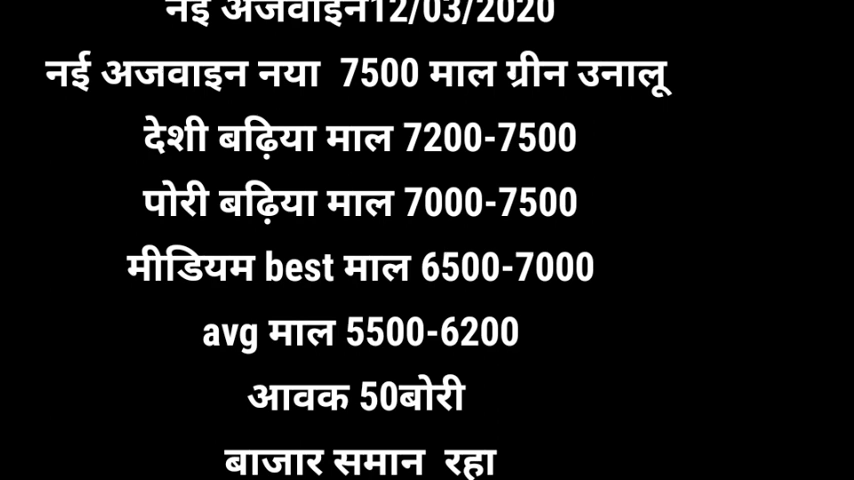 नई अजवाइन12/03/2020
नई अजवाइन नया 7500 माल ग्रीन उनालू
देशी बढ़िया माल 7200-7500
पोरी बढ़िया माल 7000-7500
मीडियम best माल 6500-7000
avg माल 5500-6200
आवक 50बोरी
बाजार समान रहा